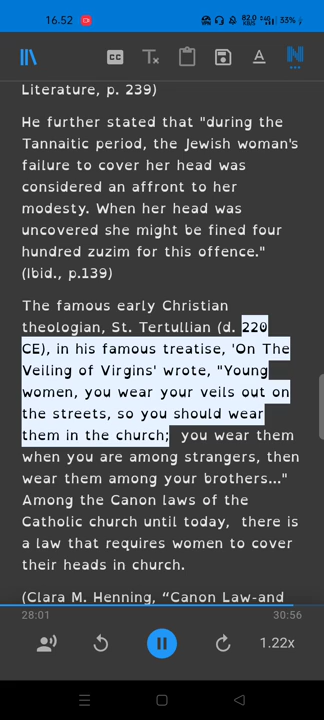 16.52
82.0
33%
CC
T×
A
N
Literature, p. 239)
He further stated that "during the
Tannaitic period, the Jewish woman's
failure to cover her head was
considered an affront to her
modesty. When her head was
uncovered she might be fined four
hundred zuzim for this offence."
(Ibid., p.139)
The famous early Christian
theologian, St. Tertullian (d. 220
CE), in his famous treatise, 'On The
Veiling of Virgins' wrote, "Young
women, you wear your veils out on
the streets, so you should wear
them in the church; you wear them
when you are among strangers, then
wear them among your brothers..."
Among the Canon laws of the
Catholic church until today, there is
a law that requires women to cover
their heads in church.
(Clara M. Henning, “Canon Law-and
28:01
30:56
1.22x